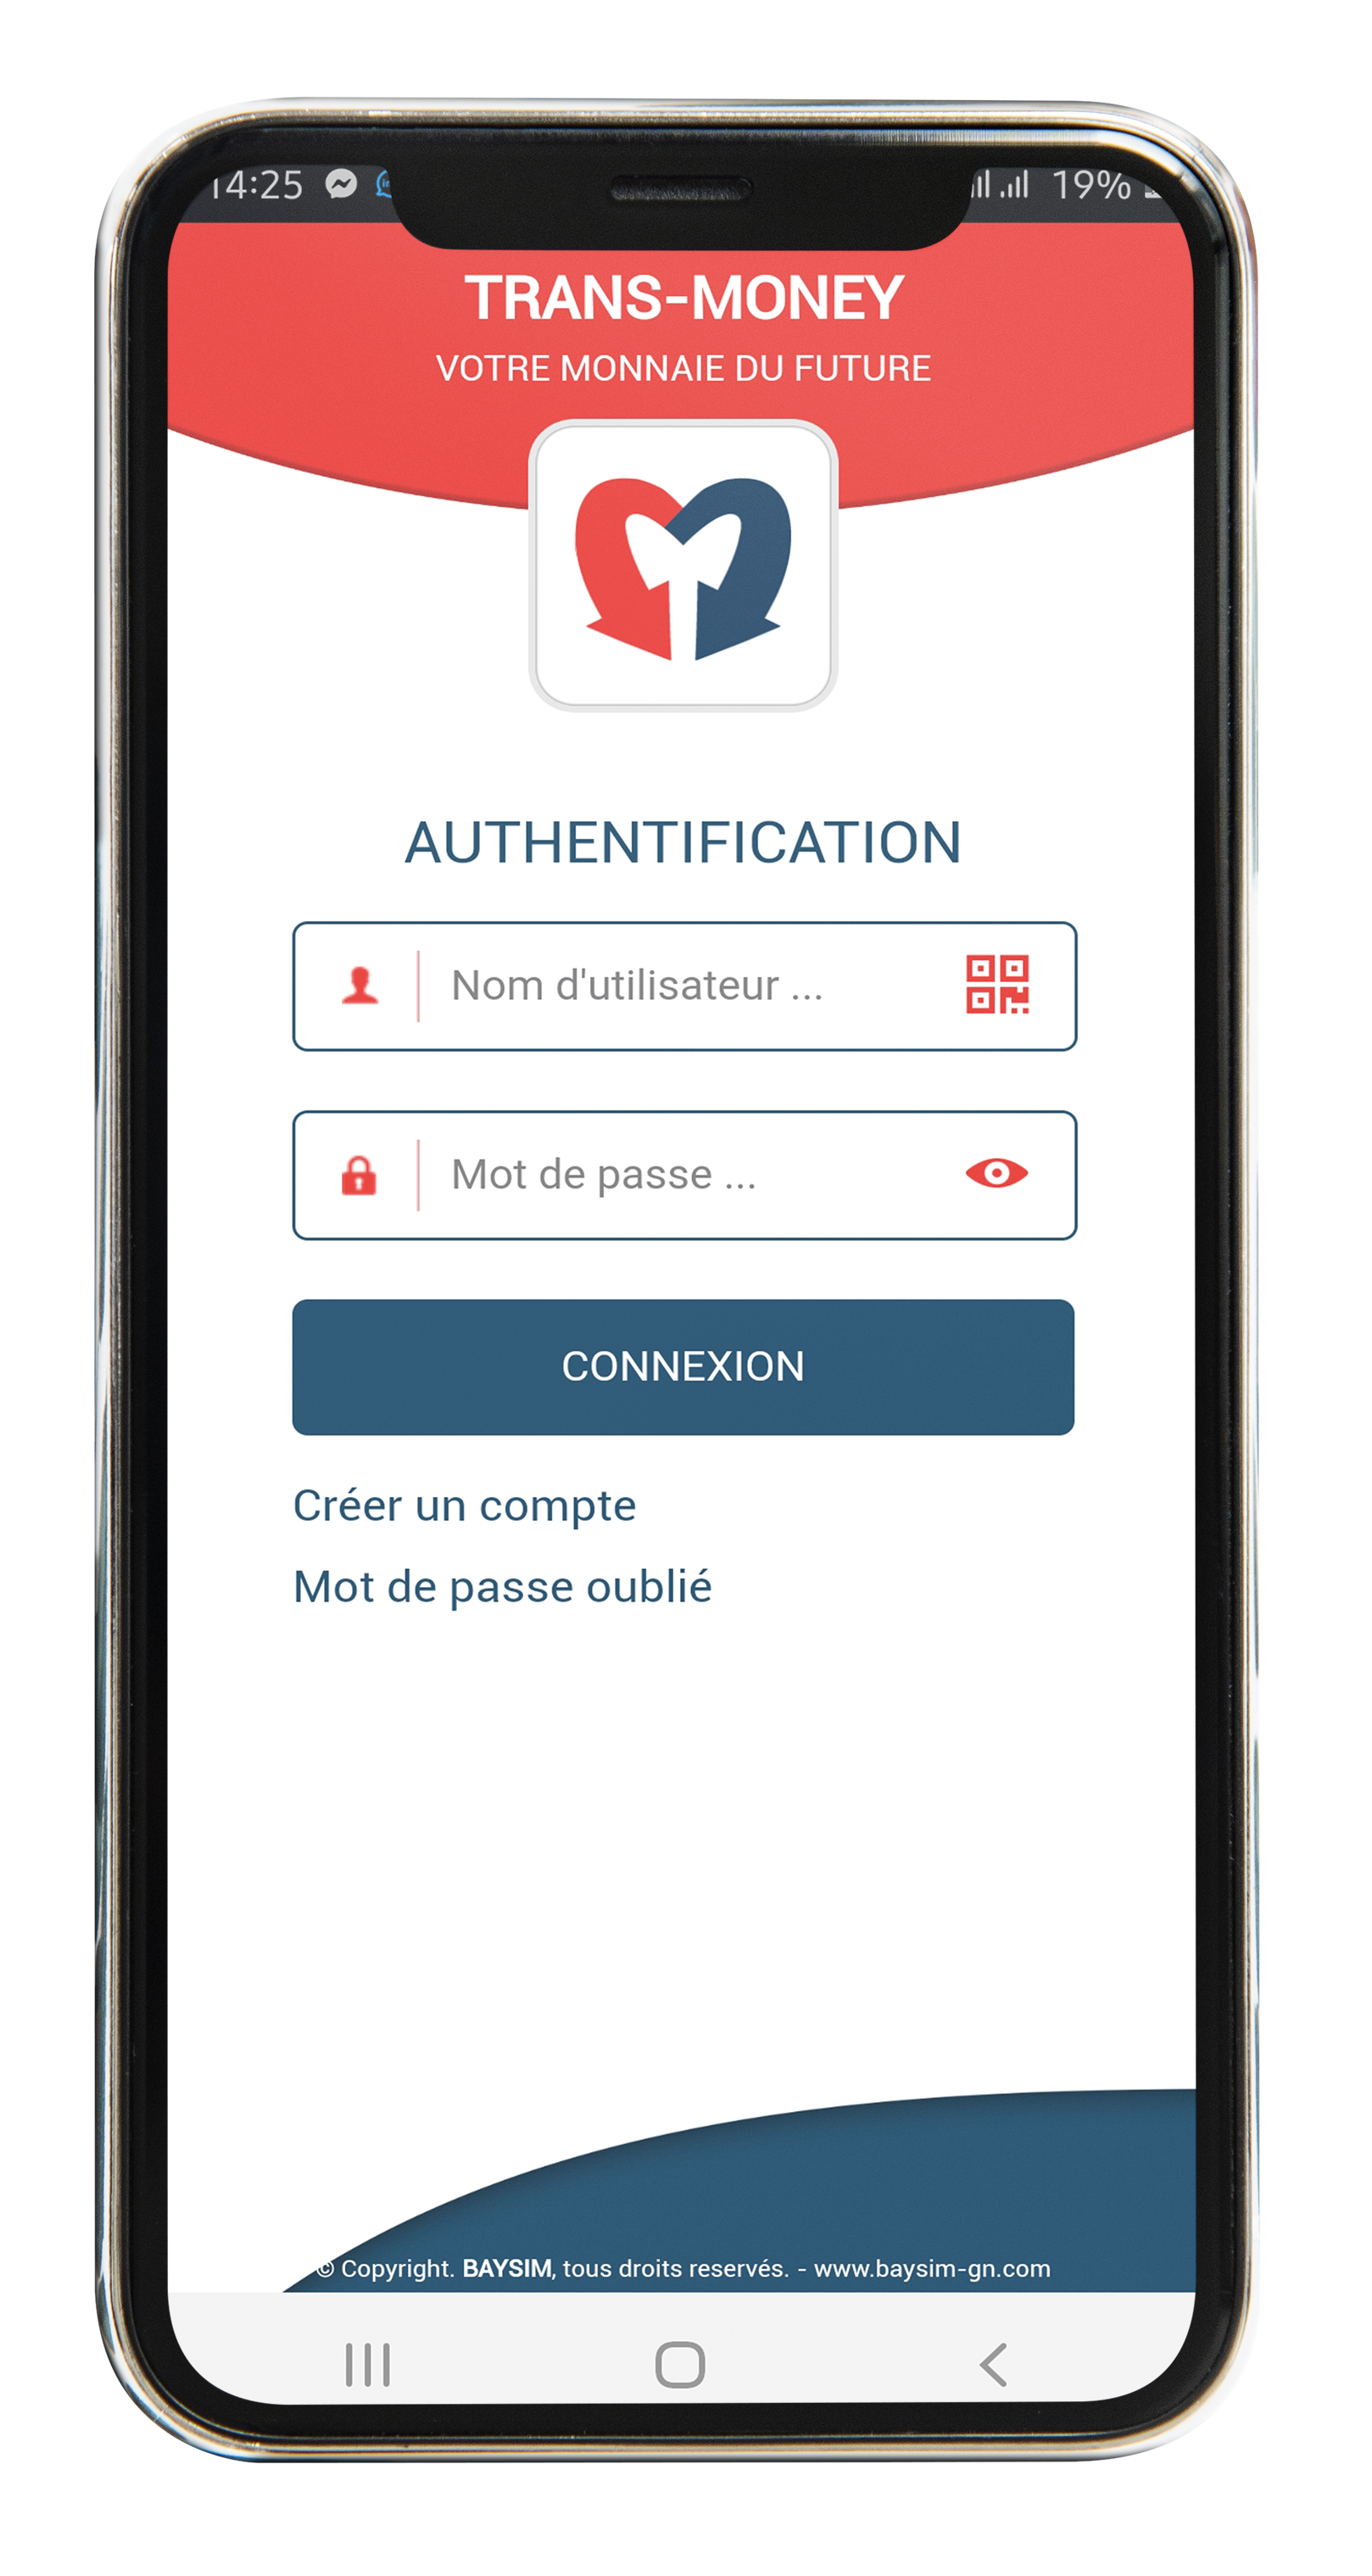 14:25 19%
TRANS-MONEY
VOTRE MONNAIE DU FUTURE
AUTHENTIFICATION
Nom d'utilisateur ...
Mot de passe ...
CONNEXION
Créer un compte
Mot de passe oublié
© Copyright. BAYSIM, tous droits reservés. - www.baysim-gn.com